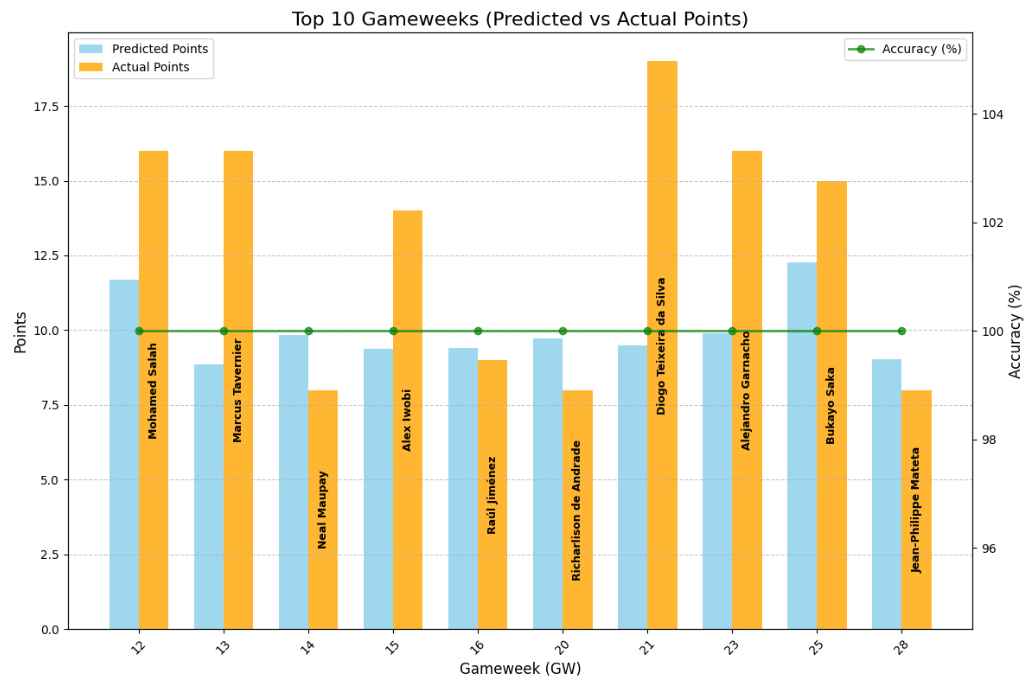 Top 10 Gameweeks (Predicted vs Actual Points)
Predicted Points
Actual Points
Accuracy (%)
17.5
15.0
12.5
10.0
7.5
5.0
2.5
0.0
Points
Mohamed Salah
Marcus Tavernier
Neal Maupay
Alex Iwobi
Raúl Jiménez
Richarlison de Andrade
Diogo Teixeira da Silva
Alejandro Garnacho
Bukayo Saka
Jean-Philippe Mateta
104
102
100
98
96
Accuracy (%)
12
13
14
15
16
20
21
23
25
28
Gameweek (GW)